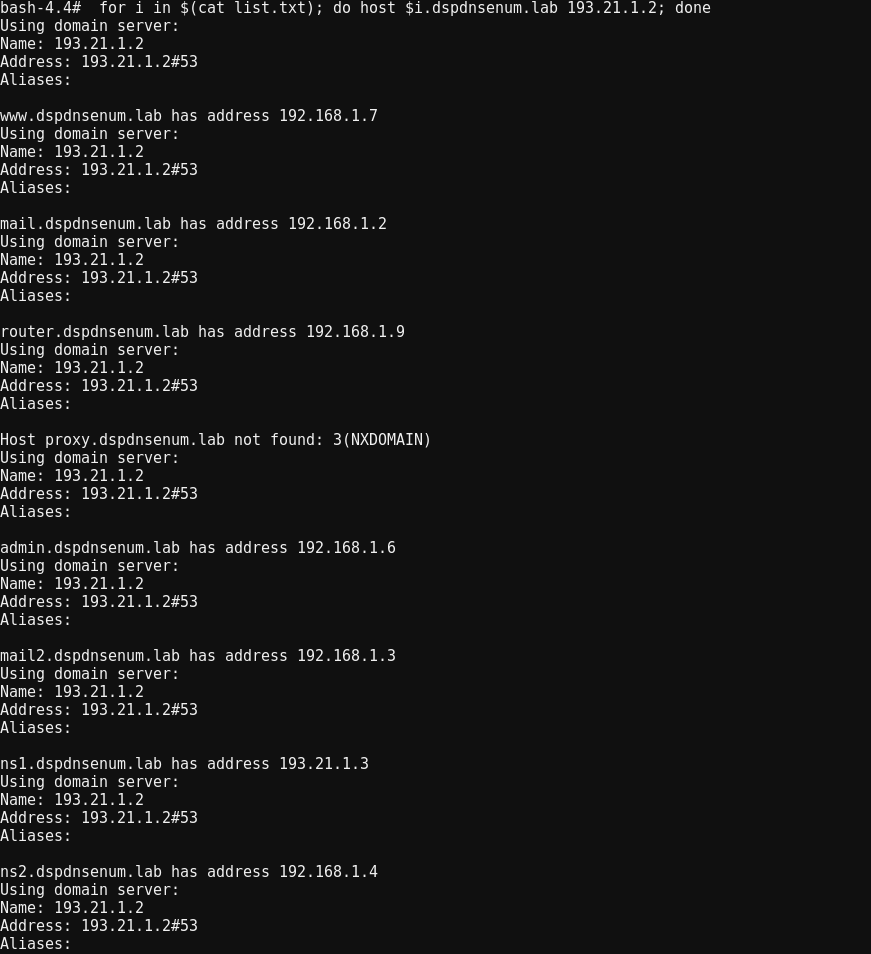 bash-4.4#  for i in $(cat list.txt); do host $i.dspdnsenum.lab 193.21.1.2; done
Using domain server:
Name: 193.21.1.2
Address: 193.21.1.2#53
Aliases:

www.dspdnsenum.lab has address 192.168.1.7
Using domain server:
Name: 193.21.1.2
Address: 193.21.1.2#53
Aliases:

mail.dspdnsenum.lab has address 192.168.1.2
Using domain server:
Name: 193.21.1.2
Address: 193.21.1.2#53
Aliases:

router.dspdnsenum.lab has address 192.168.1.9
Using domain server:
Name: 193.21.1.2
Address: 193.21.1.2#53
Aliases:

Host proxy.dspdnsenum.lab not found: 3(NXDOMAIN)
Using domain server:
Name: 193.21.1.2
Address: 193.21.1.2#53
Aliases:

admin.dspdnsenum.lab has address 192.168.1.6
Using domain server:
Name: 193.21.1.2
Address: 193.21.1.2#53
Aliases:

mail2.dspdnsenum.lab has address 192.168.1.3
Using domain server:
Name: 193.21.1.2
Address: 193.21.1.2#53
Aliases:

ns1.dspdnsenum.lab has address 193.21.1.3
Using domain server:
Name: 193.21.1.2
Address: 193.21.1.2#53
Aliases:

ns2.dspdnsenum.lab has address 192.168.1.4
Using domain server:
Name: 193.21.1.2
Address: 193.21.1.2#53
Aliases: